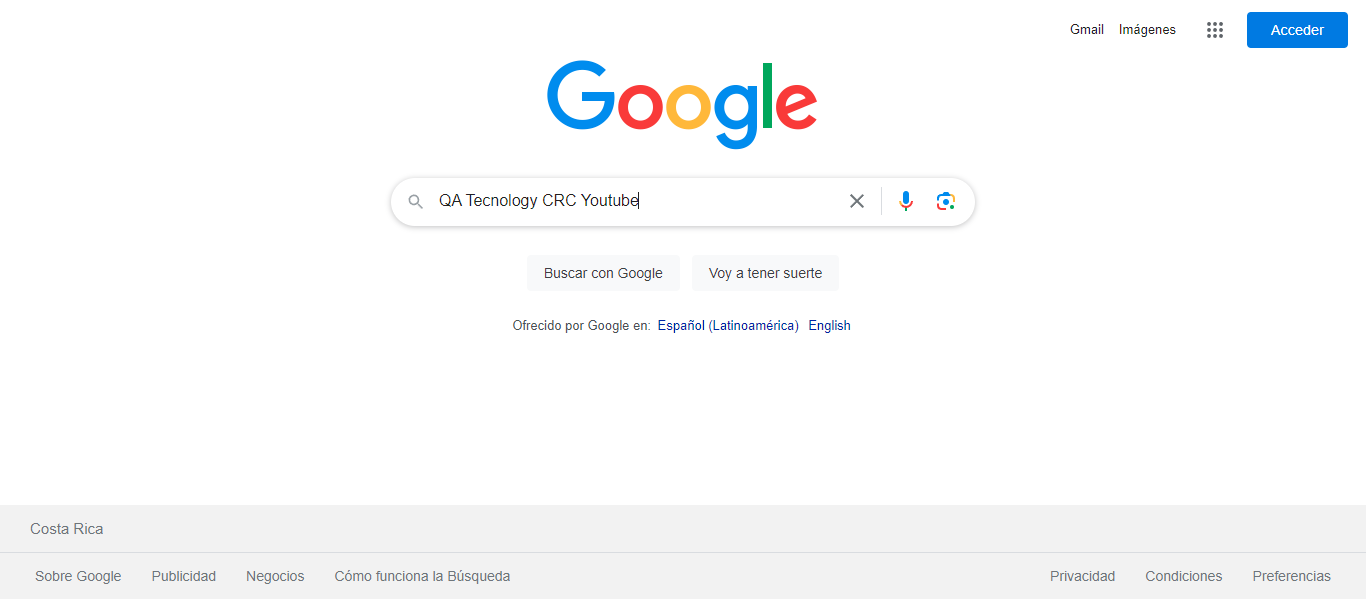 Gmail Imágenes Acceder
Google
QA Tecnology CRC Youtube
Buscar con Google Voy a tener suerte
Ofrecido por Google en: Español (Latinoamérica) English
Costa Rica
Sobre Google Publicidad Negocios Cómo funciona la Búsqueda Privacidad Condiciones Preferencias